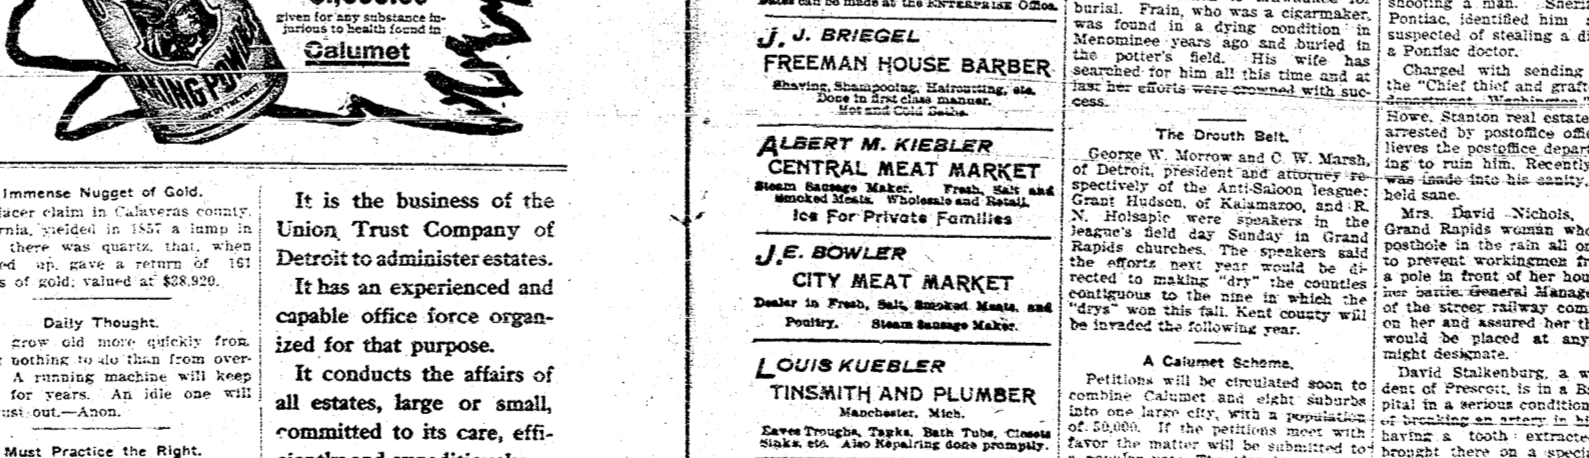 given for any substance in-
jurious to health found in
Calumet
BAKING POWDER
Immense Nugget of Gold.
acer claim in Calaveras county,
rnia, yielded in 1857 a lump in
there was quartz, that, when
ed up, gave a return of 161
s of gold; valued at $38,920.
Daily Thought.
grow old more quickly from
nothing to do than from over-
A running machine will keep
for years. An idle one will
ust out.—Anon.
Must Practice the Right.
It is the business of the
Union Trust Company of
Detroit to administer estates.
It has an experienced and
capable office force organ-
ized for that purpose.
It conducts the affairs of
all estates, large or small,
committed to its care, effi-
ciently and expeditiously
can be made at the ENTERPRISE Office.
J. J. BRIEGEL
FREEMAN HOUSE BARBER
Shaving, Shampooing, Haircutting, etc.
Done in first class manner.
Hot and Cold Baths.
ALBERT M. KIEBLER
CENTRAL MEAT MARKET
Steam Sausage Maker. Fresh, Salt and
Smoked Meats. Wholesale and Retail.
Ice For Private Families
J. E. BOWLER
CITY MEAT MARKET
Dealer in Fresh, Salt, Smoked Meats, and
Poultry. Steam Sausage Maker.
LOUIS KUEBLER
TINSMITH AND PLUMBER
Manchester, Mich.
Eaves Troughs, Tanks, Bath Tubs, Closets
Sinks, etc. Also Repairing done promptly.
burial. Frain, who was a cigarmaker,
was found in a dying condition in
Menominee years ago and buried in
the potter's field. His wife has
searched for him all this time and at
last her efforts were crowned with suc-
cess.
The Drouth Belt.
George W. Morrow and C. W. Marsh,
of Detroit, president and attorney re-
spectively of the Anti-Saloon league;
Grant Hudson, of Kalamazoo, and R.
N. Holsaple were speakers in the
league's field day Sunday in Grand
Rapids churches. The speakers said
the efforts next year would be di-
rected to making "dry" the counties
contiguous to the nine in which the
"drys" won this fall. Kent county will
be invaded the following year.
A Calumet Scheme.
Petitions will be circulated soon to
combine Calumet and eight suburbs
into one large city, with a population
of 50,000. If the petitions meet with
favor the matter will be submitted to
shooting a man. Sheri
Pontiac, identified him
suspected of stealing a
a Pontiac doctor.
Charged with sending
the "Chief thief and graft
department, Washington
Howe, Stanton real estate
arrested by postoffice offi
lieves the postoffice depart
ing to ruin him. Recently
was made into his sanity,
held sane.
Mrs. David Nichols,
Grand Rapids woman who
posthole in the rain all
to prevent workingmen fr
a pole in front of her hou
her battle. General Manage
of the street railway com
on her and assured her th
would be placed at any
might designate.
David Stalkenburg, a w
dent of Prescott, is in a B
pital in a serious condition
of breaking an artery in hi
having a tooth extracte
brought there on a speci